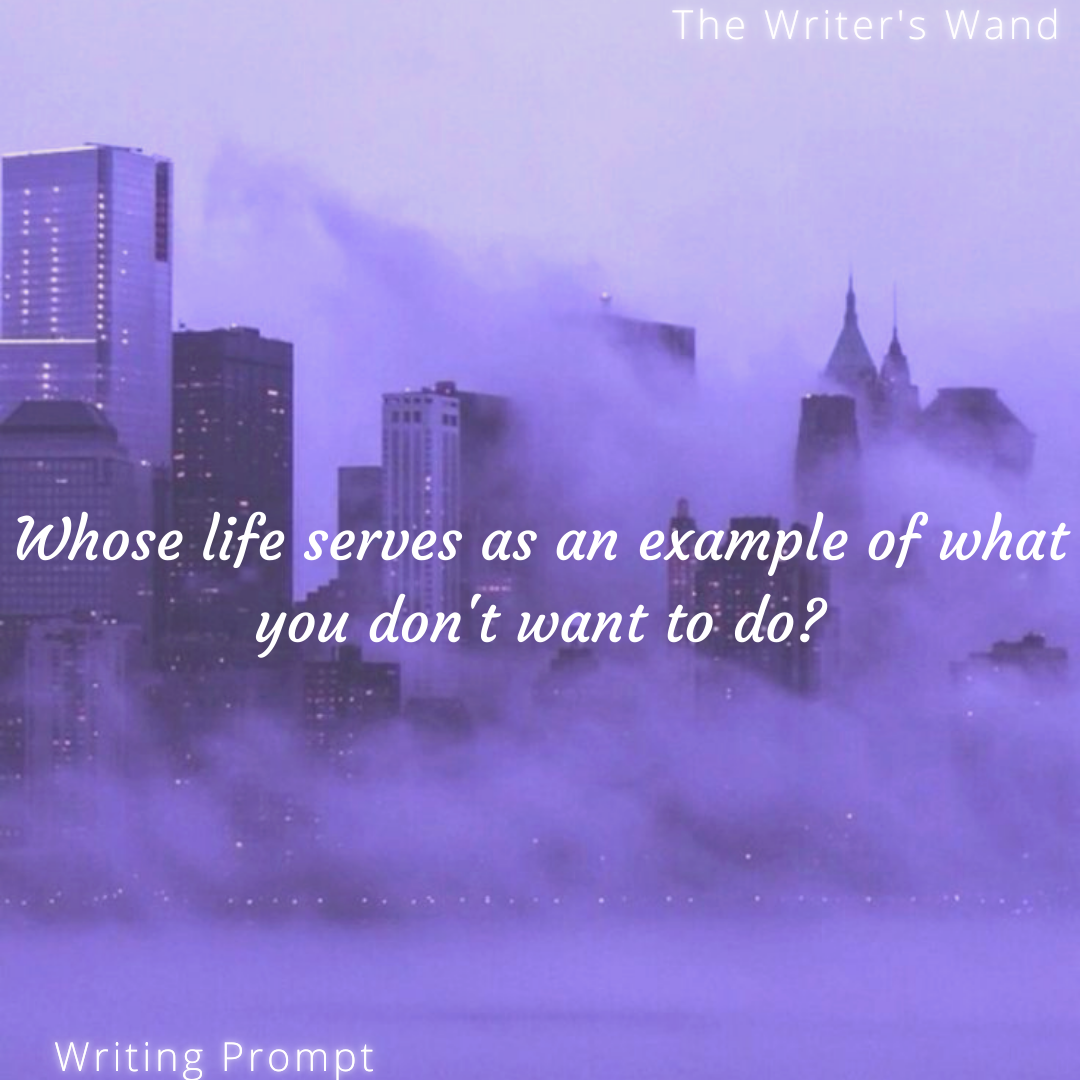 The Writer's Wand
Whose life serves as an example of what
you don't want to do?
Writing Prompt